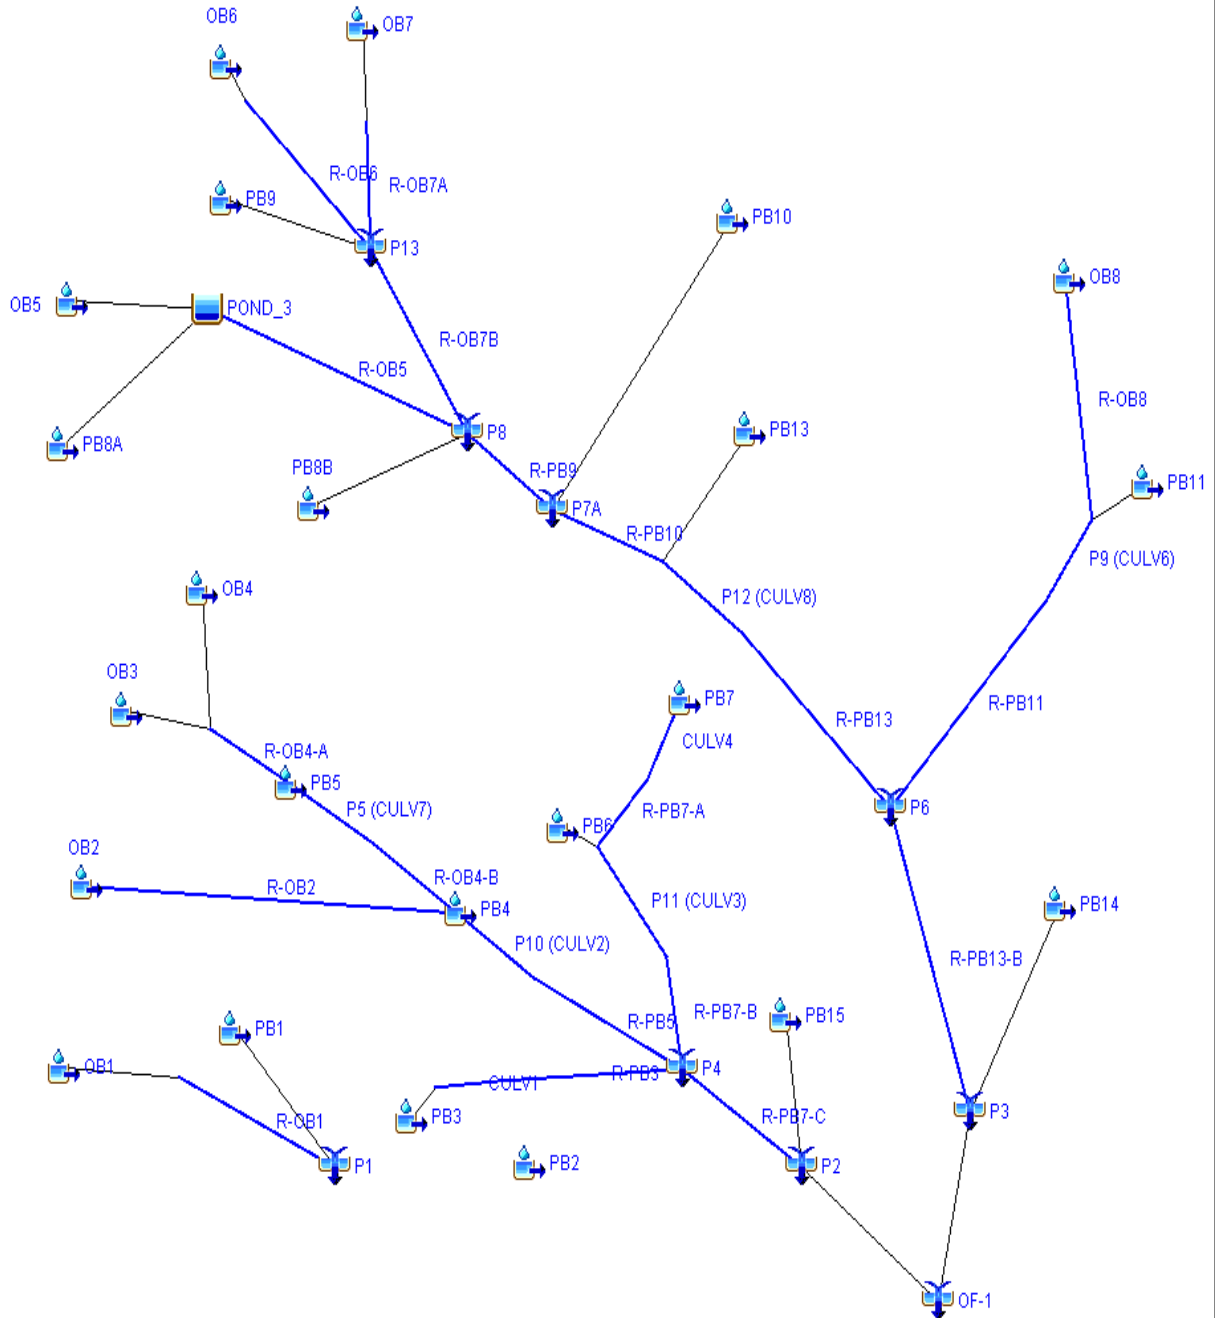 OB6
OB7
R-OB6
R-OB7A
PB9
PB10
P13
OB8
OB5
POND_3
R-OB7B
R-OB5
R-OB8
P8
PB13
PB8A
PB8B
R-PB9
PB11
P7A
R-PB10
P9 (CULV6)
OB4
P12 (CULV8)
OB3
PB7
R-PB11
R-PB13
CULV4
R-OB4-A
PB5
P5 (CULV7)
R-PB7-A
P6
PB6
OB2
R-OB4-B
R-OB2
P11 (CULV3)
PB4
PB14
P10 (CULV2)
R-PB13-B
R-PB7-B
PB15
R-PB5
PB1
OB1
P4
R-PB3
CULV1
P3
PB3
R-PB7-C
R-OB1
P1
PB2
P2
OF-1